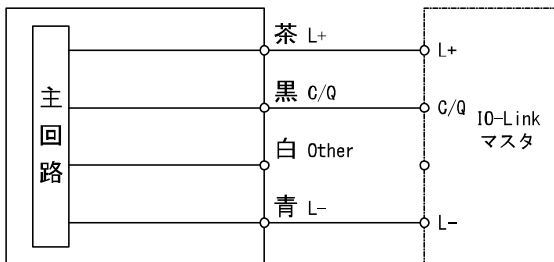 主回路
茶 L+
黒 C/Q
白 Other
青 L-
L+
C/Q
L-
IO-Link
マスタ